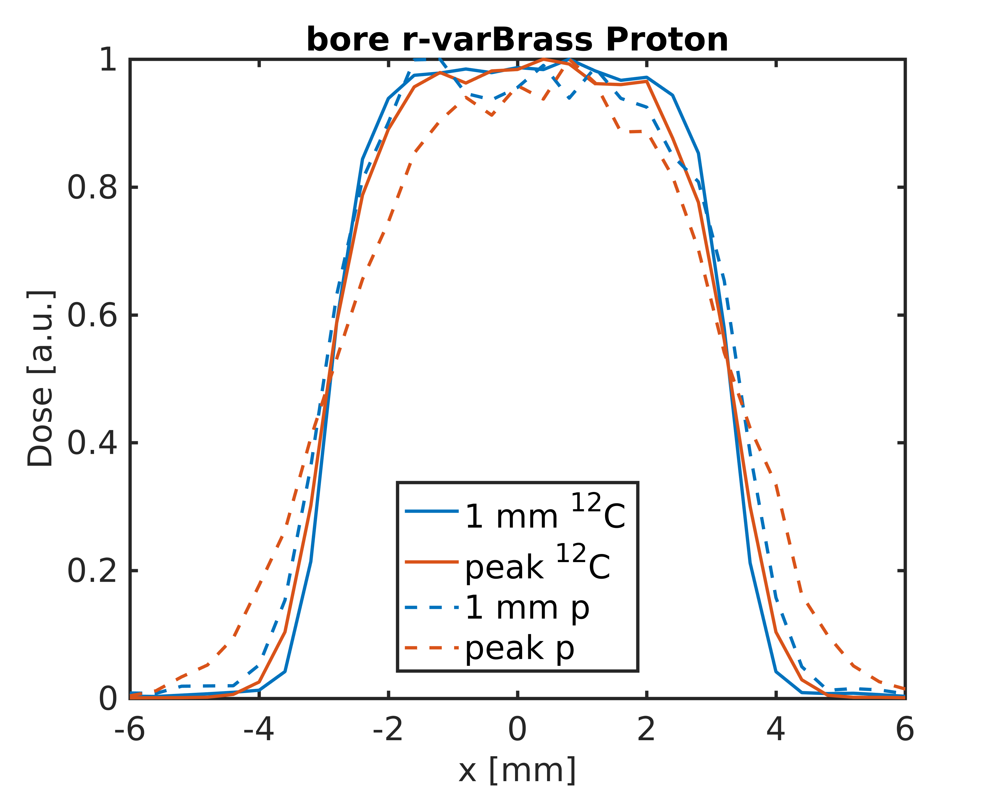 bore r-varBrass Proton
1
0.8
0.6
0.4
0.2
0
Dose [a.u.]
1 mm ¹²C
peak ¹²C
1 mm p
peak p
-6 -4 -2 0 2 4 6
x [mm]